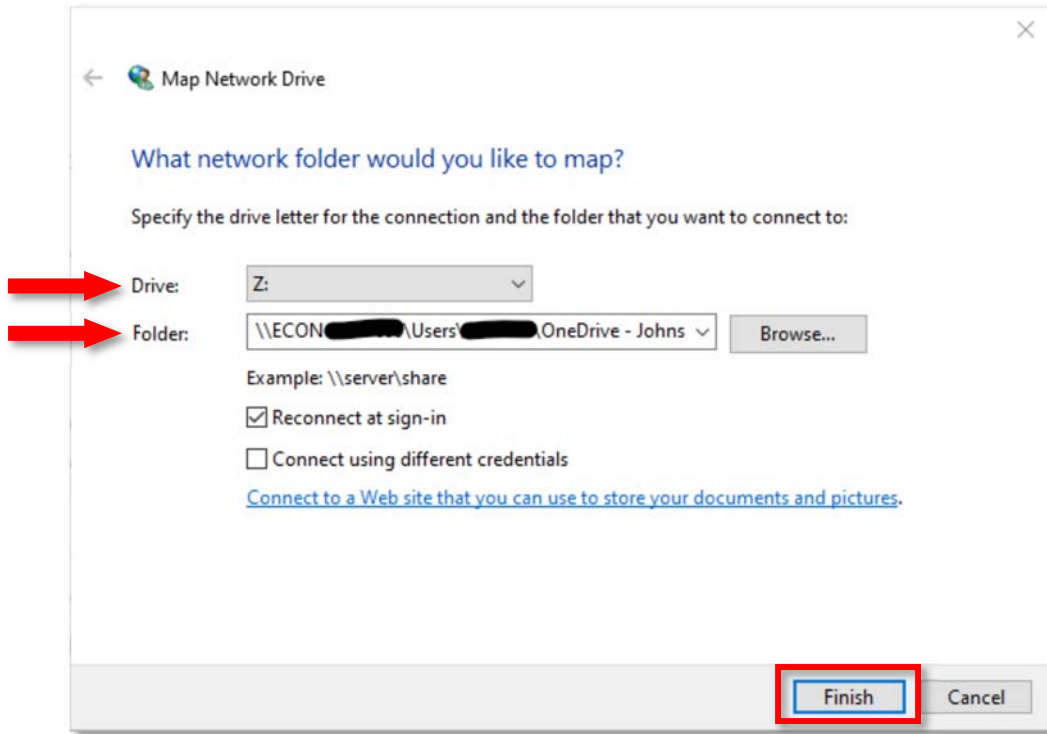 Map Network Drive
What network folder would you like to map?
Specify the drive letter for the connection and the folder that you want to connect to:
Drive: Z:
Folder: \\ECON \Users\ \OneDrive - Johns Browse...
Example: \\server\share
Reconnect at sign-in
Connect using different credentials
Connect to a Web site that you can use to store your documents and pictures.
Finish Cancel